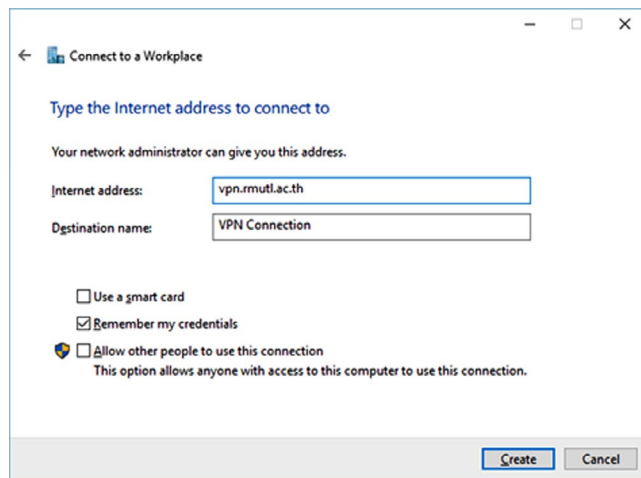 Connect to a Workplace
Type the Internet address to connect to
Your network administrator can give you this address.
Internet address: vpn.rmutl.ac.th
Destination name: VPN Connection
Use a smart card
Remember my credentials
Allow other people to use this connection
This option allows anyone with access to this computer to use this connection.
Create Cancel